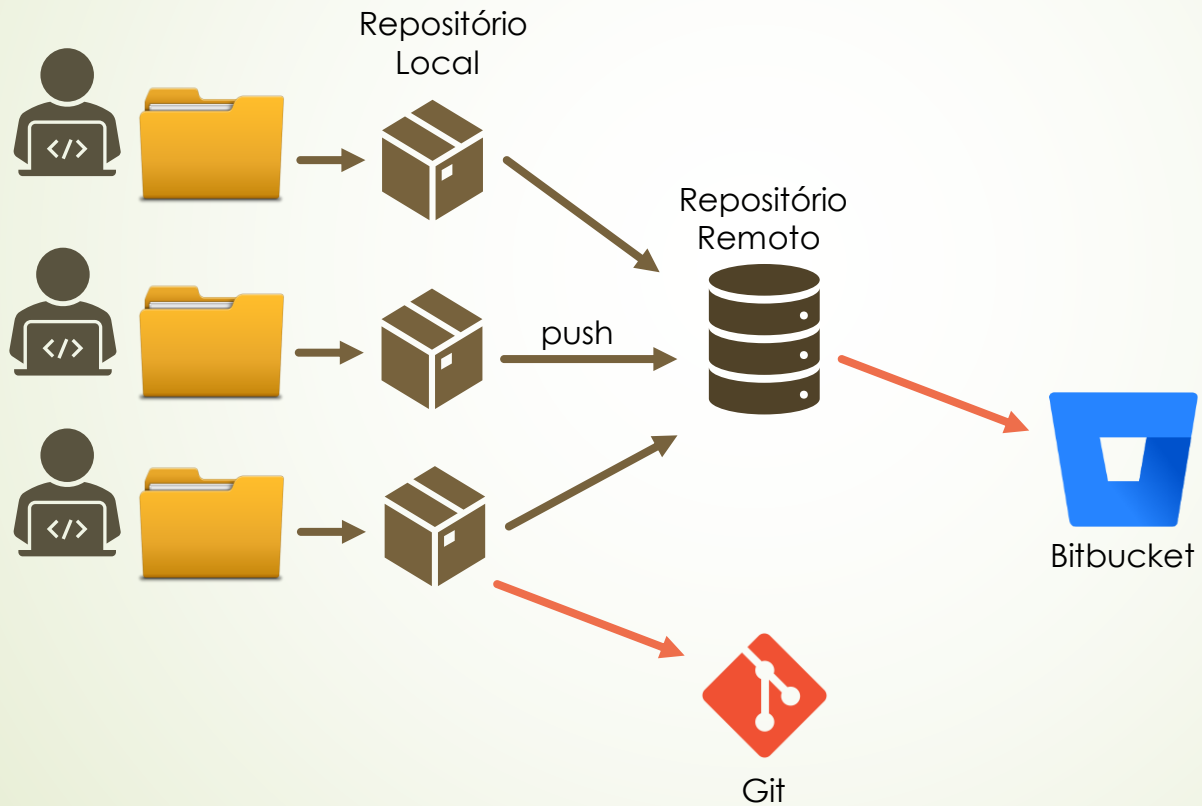 Repositório
Local
</>
Repositório
Remoto
</>
push
</>
Bitbucket
Git